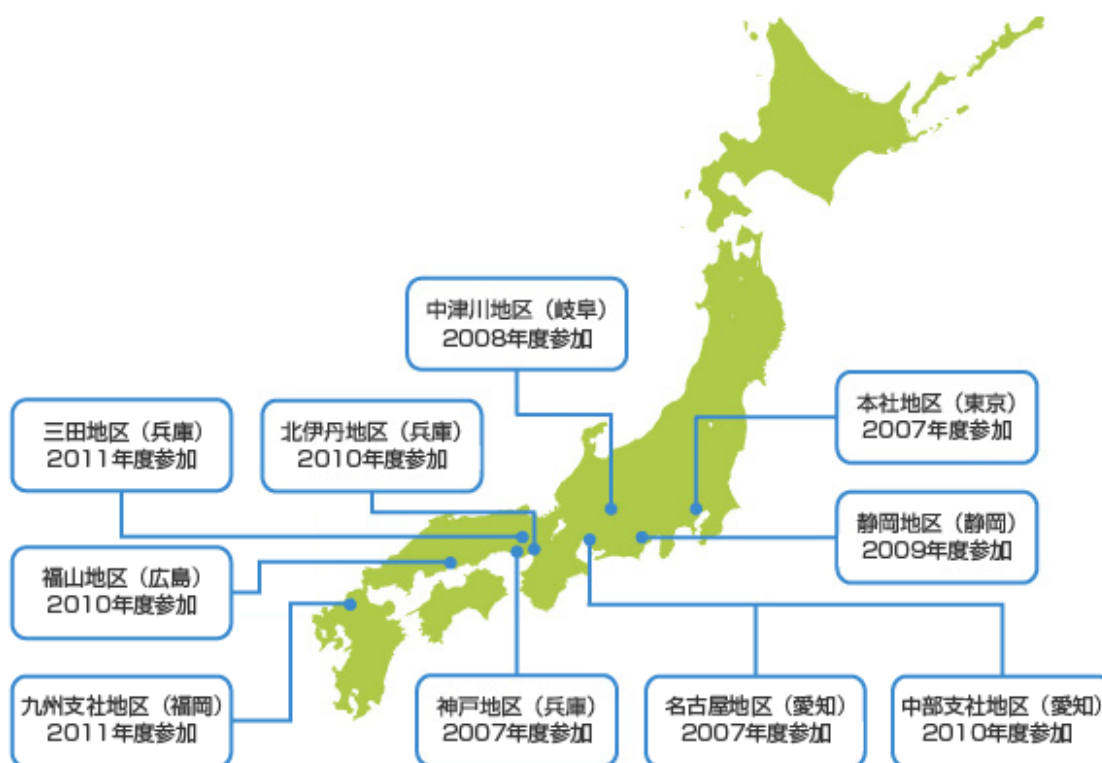 中津川地区（岐阜）
2008年度参加
本社地区（東京）
2007年度参加
三田地区（兵庫）
2011年度参加
北伊丹地区（兵庫）
2010年度参加
静岡地区（静岡）
2009年度参加
福山地区（広島）
2010年度参加
九州支社地区（福岡）
2011年度参加
神戸地区（兵庫）
2007年度参加
名古屋地区（愛知）
2007年度参加
中部支社地区（愛知）
2010年度参加